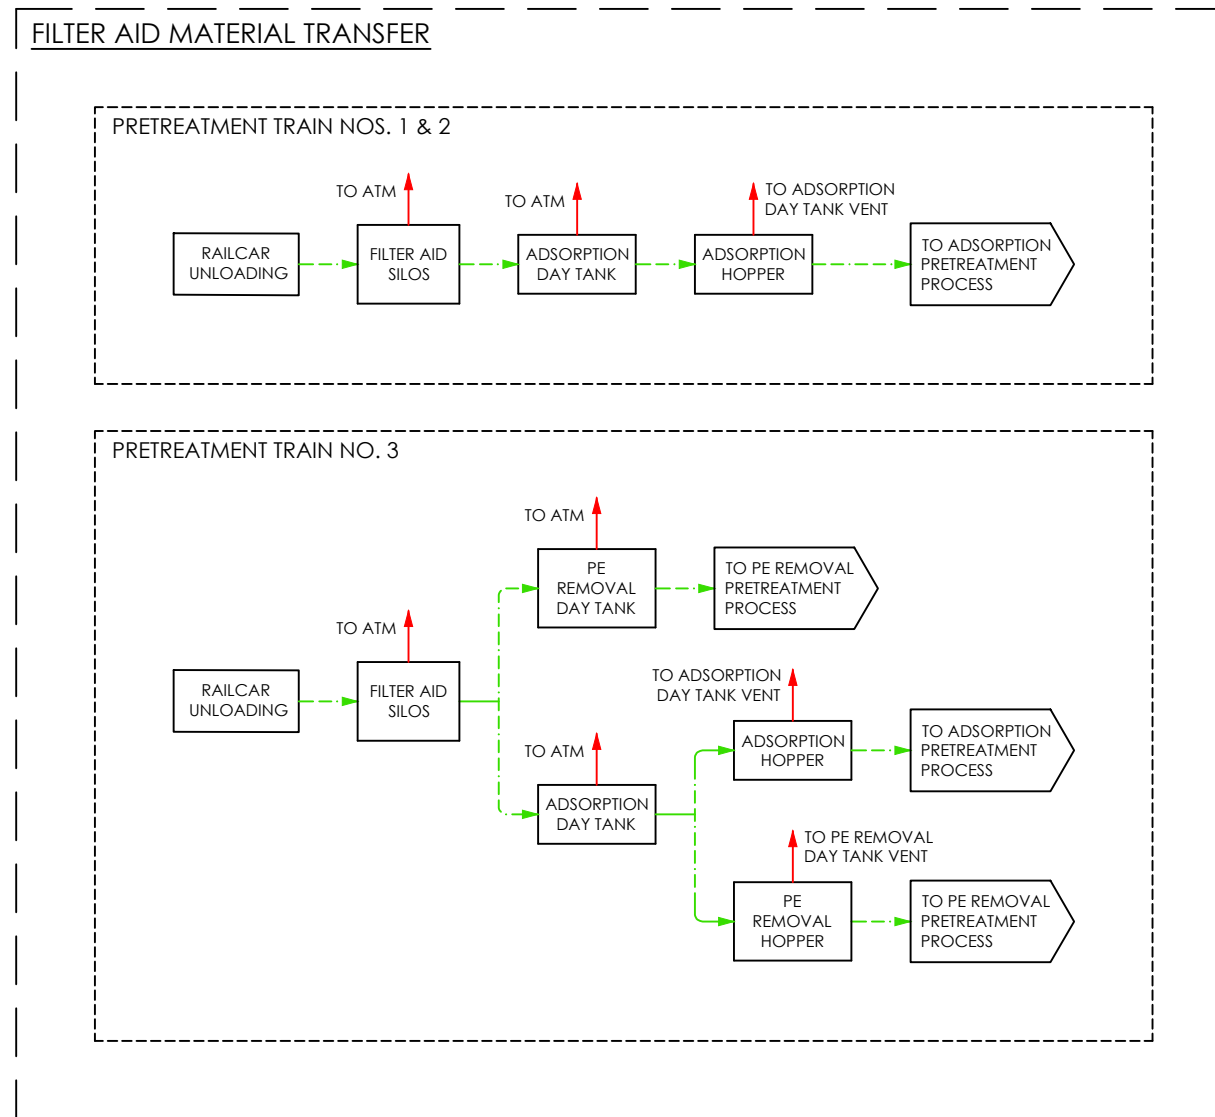 FILTER AID MATERIAL TRANSFER
PRETREATMENT TRAIN NOS. 1 & 2
TO ATM
TO ATM
TO ADSORPTION
DAY TANK VENT
RAILCAR
UNLOADING
FILTER AID
SILOS
ADSORPTION
DAY TANK
ADSORPTION
HOPPER
TO ADSORPTION
PRETREATMENT
PROCESS
PRETREATMENT TRAIN NO. 3
TO ATM
PE
REMOVAL
DAY TANK
TO PE REMOVAL
PRETREATMENT
PROCESS
TO ATM
RAILCAR
UNLOADING
FILTER AID
SILOS
TO ADSORPTION
DAY TANK VENT
TO ATM
ADSORPTION
HOPPER
TO ADSORPTION
PRETREATMENT
PROCESS
ADSORPTION
DAY TANK
TO PE REMOVAL
DAY TANK VENT
PE
REMOVAL
HOPPER
TO PE REMOVAL
PRETREATMENT
PROCESS